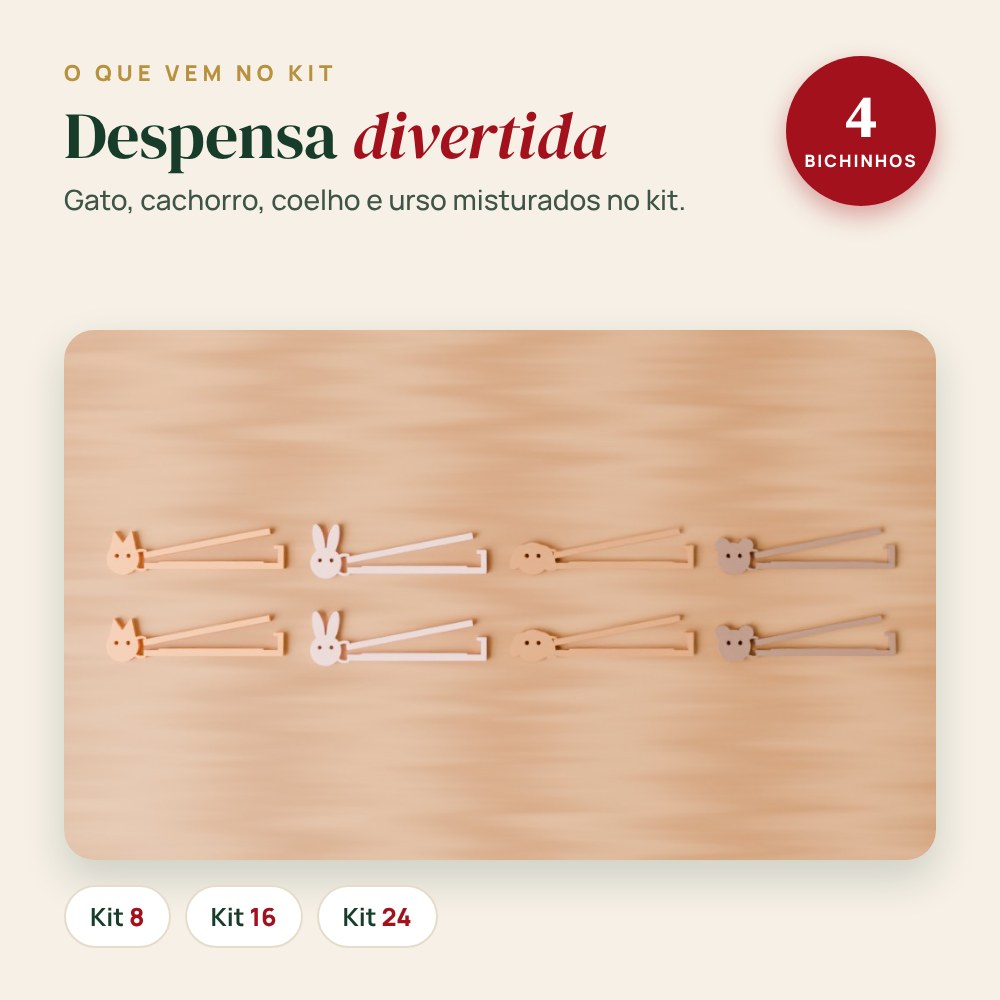 O QUE VEM NO KIT
Despensa divertida
Gato, cachorro, coelho e urso misturados no kit.
4
BICHINHOS
Kit 8
Kit 16
Kit 24